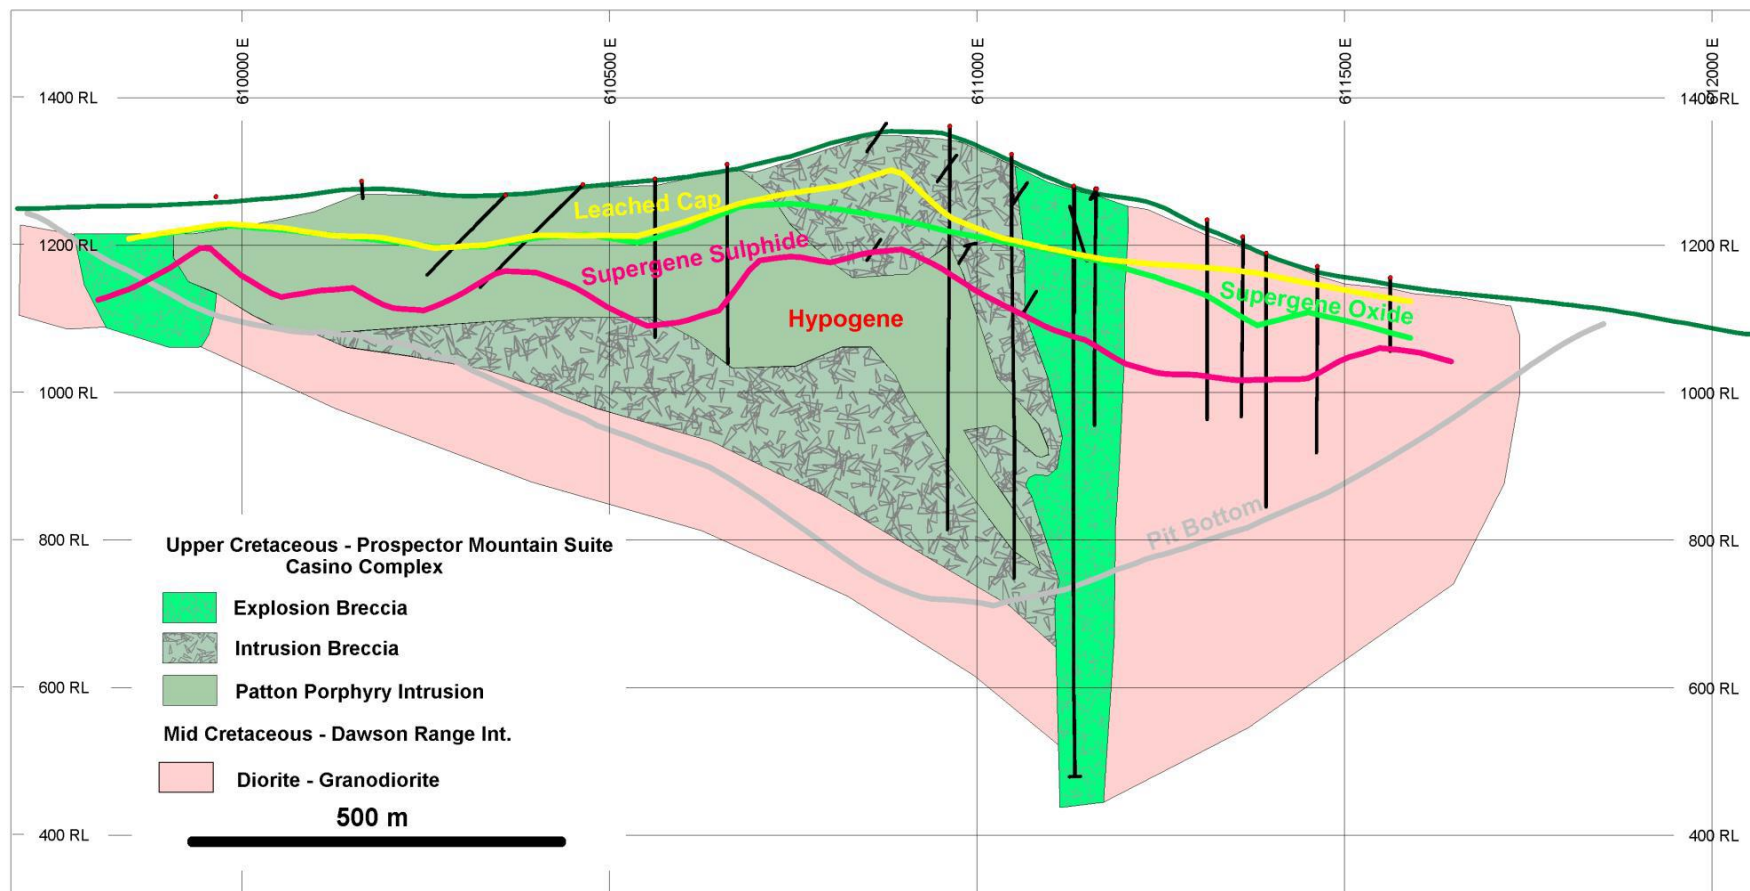 610000 E
610500 E
611000 E
611500 E
612000 E
1400 RL
1400 RL
Leached Cap
1200 RL
Supergene Sulphide
1200 RL
Supergene Oxide
Hypogene
1000 RL
1000 RL
Pit Bottom
800 RL
800 RL
Upper Cretaceous - Prospector Mountain Suite
Casino Complex
Explosion Breccia
Intrusion Breccia
600 RL
Patton Porphyry Intrusion
600 RL
Mid Cretaceous - Dawson Range Int.
Diorite - Granodiorite
500 m
400 RL
400 RL